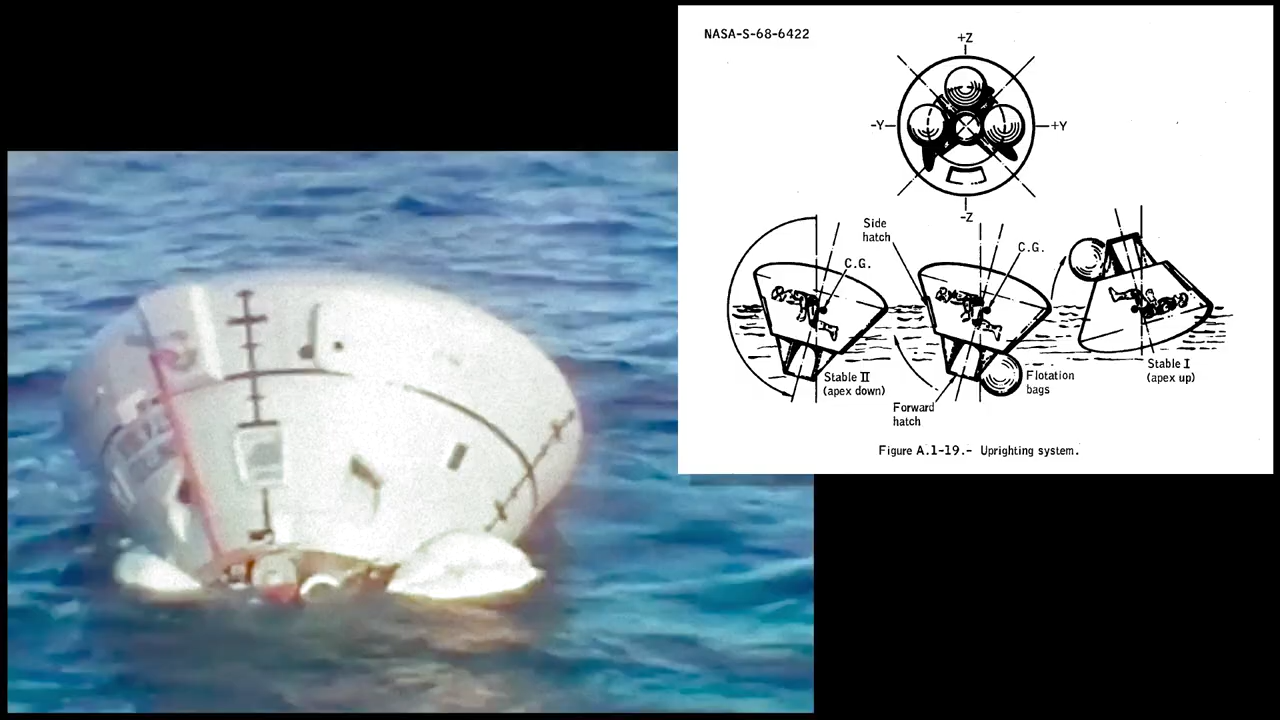 NASA-S-68-6422
+Z
-Y
+Y
-Z
Side
hatch
C.G.
C.G.
Stable II
(apex down)
Flotation
bags
Stable I
(apex up)
Forward
hatch
Figure A.1-19.- Uprighting system.